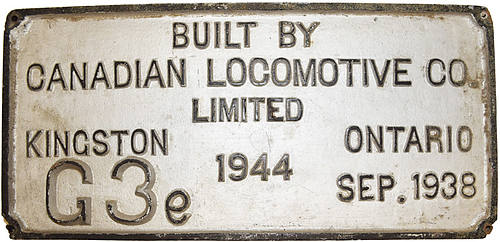 BUILT BY
CANADIAN LOCOMOTIVE CO.
LIMITED
KINGSTON ONTARIO
G3e 1944 SEP. 1938